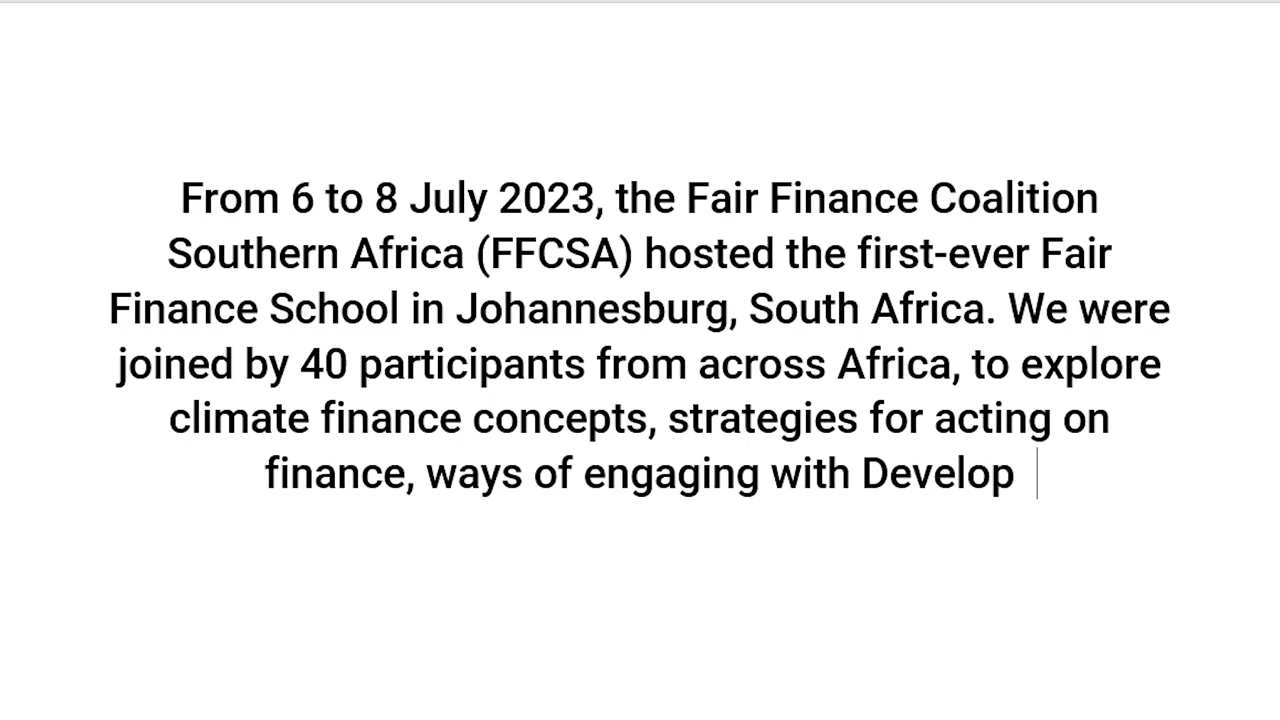 From 6 to 8 July 2023, the Fair Finance Coalition
Southern Africa (FFCSA) hosted the first-ever Fair
Finance School in Johannesburg, South Africa. We were
joined by 40 participants from across Africa, to explore
climate finance concepts, strategies for acting on
finance, ways of engaging with Develop